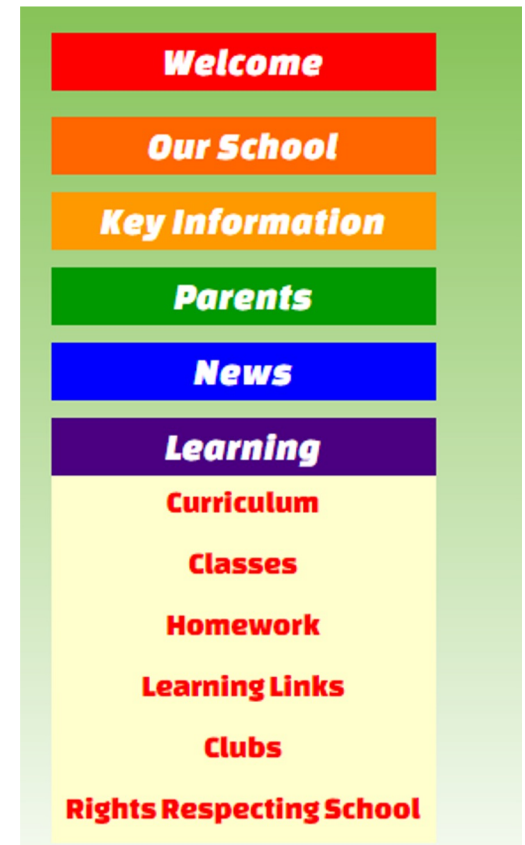 Welcome
Our School
Key Information
Parents
News
Learning
Curriculum
Classes
Homework
Learning Links
Clubs
Rights Respecting School